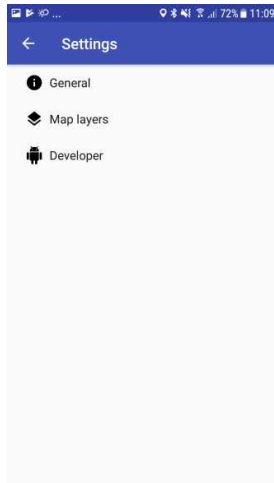 ... 72% 11:09
Settings
General
Map layers
Developer